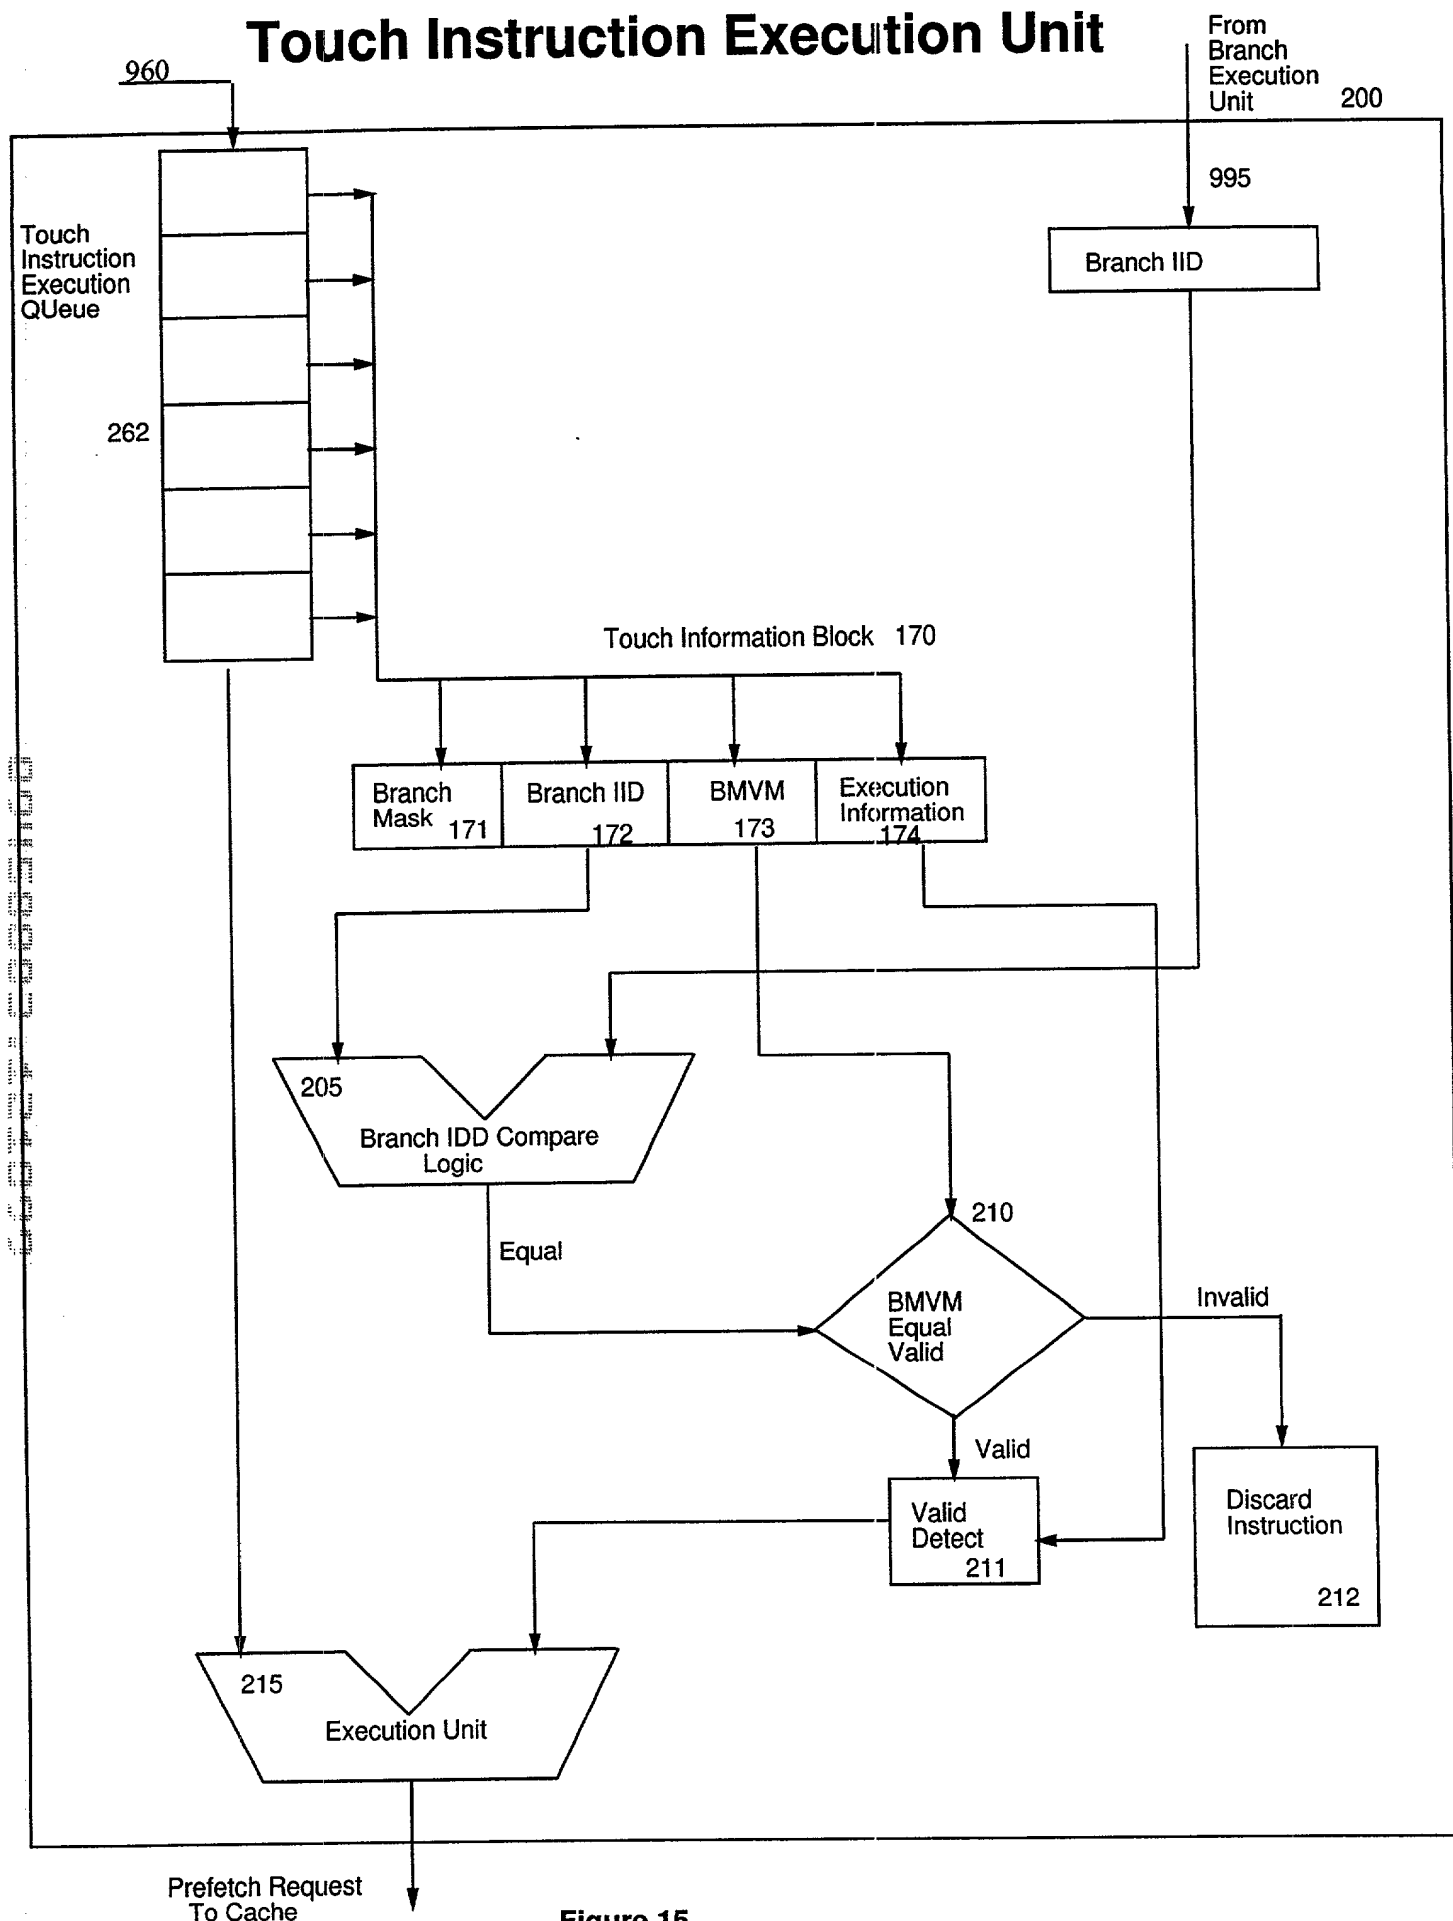 Touch Instruction Execution Unit
From
Branch
Execution
Unit
200
960
995
Touch
Instruction
Execution
QUeue
Branch IID
262
Touch Information Block 170
Branch
Mask 171
Branch IID
172
BMVM
173
Execution
Information
174
205
Branch IDD Compare
Logic
Equal
210
BMVM
Equal
Valid
Invalid
Valid
Valid
Detect
211
Discard
Instruction
212
215
Execution Unit
Prefetch Request
To Cache
Figure 15